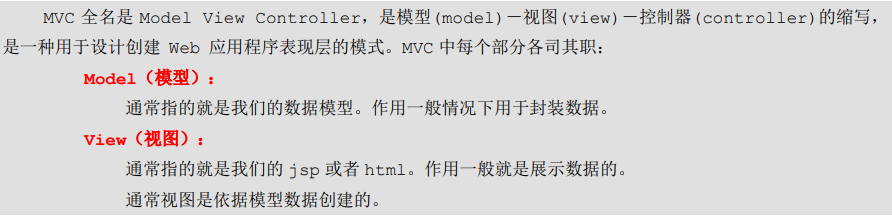 MVC 全名是 Model View Controller，是模型(model)－视图(view)－控制器(controller)的缩写，
是一种用于设计创建 Web 应用程序表现层的模式。MVC 中每个部分各司其职：
Model（模型）：
通常指的就是我们的数据模型。作用一般情况下用于封装数据。
View（视图）：
通常指的就是我们的 jsp 或者 html。作用一般就是展示数据的。
通常视图是依据模型数据创建的。